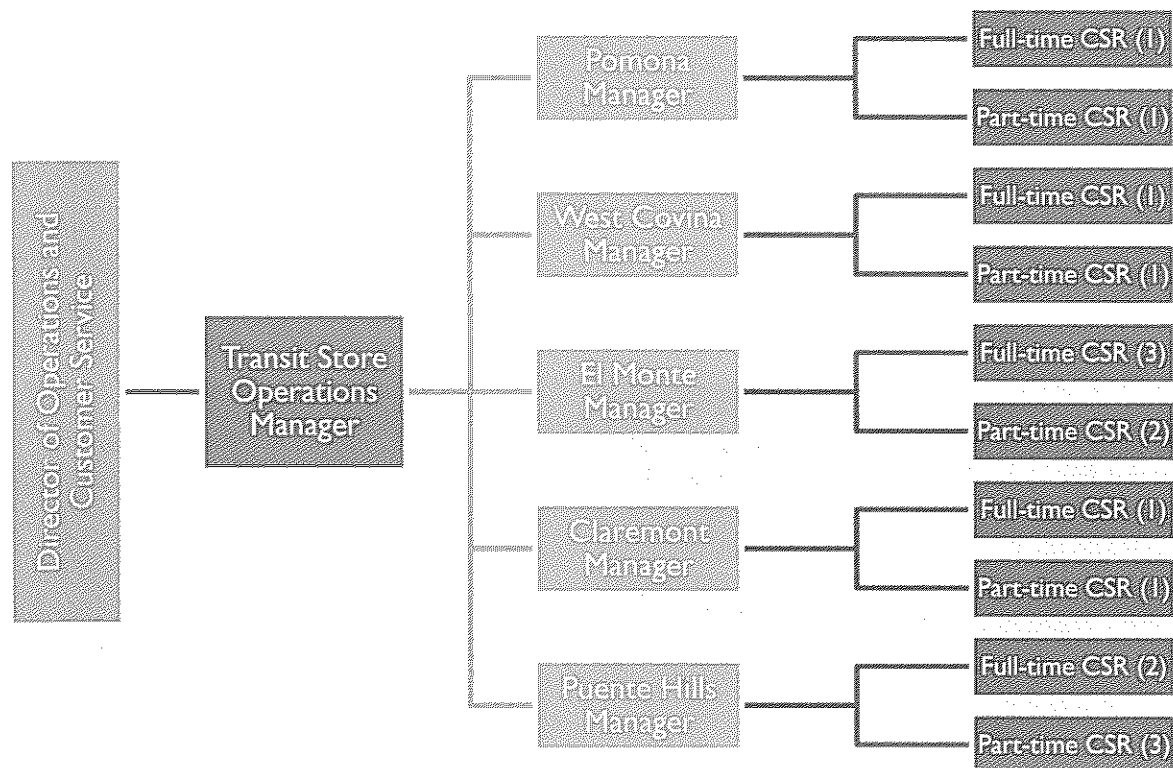 Director of Operations and
Customer Service
Transit Store
Operations
Manager
Pomona
Manager
Full-time CSR (1)
Part-time CSR (1)
West Covina
Manager
Full-time CSR (1)
Part-time CSR (1)
El Monte
Manager
Full-time CSR (3)
Part-time CSR (2)
Claremont
Manager
Full-time CSR (1)
Part-time CSR (1)
Puente Hills
Manager
Full-time CSR (2)
Part-time CSR (3)